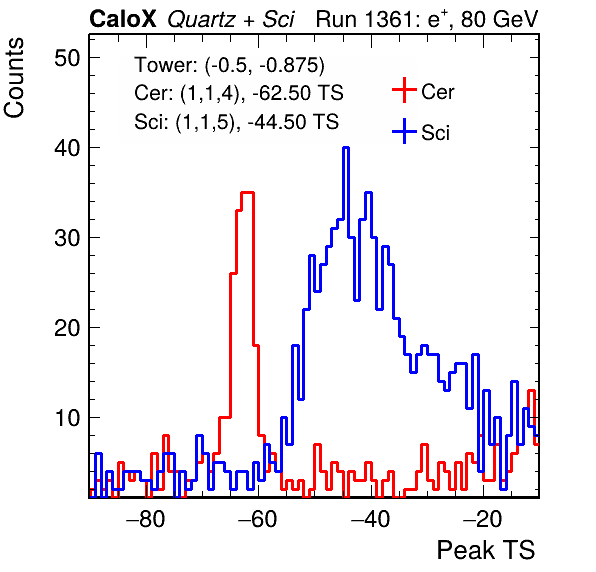 CaloX Quartz + Sci Run 1361: e⁺, 80 GeV
Counts
50
40
30
20
10
Tower: (-0.5, -0.875)
Cer: (1,1,4), -62.50 TS
Sci: (1,1,5), -44.50 TS
Cer
Sci
−80 −60 −40 −20
Peak TS